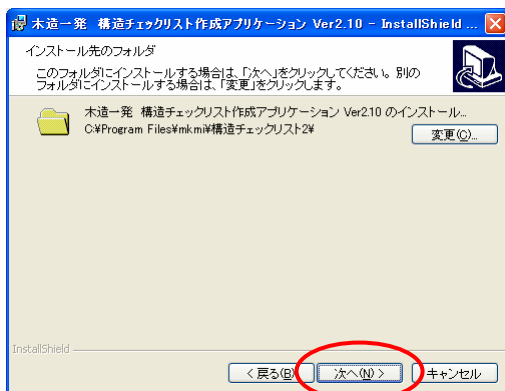 木造一発 構造チェックリスト作成アプリケーション Ver2.10 - InstallShield ...
インストール先のフォルダ
このフォルダにインストールする場合は、「次へ」をクリックしてください。別の
フォルダにインストールする場合は、「変更」をクリックします。
木造一発 構造チェックリスト作成アプリケーション Ver2.10 のインストール...
C:¥Program Files¥mkmi¥構造チェックリスト2¥
変更(C)...
InstallShield
< 戻る(B)
次へ(N) >
キャンセル